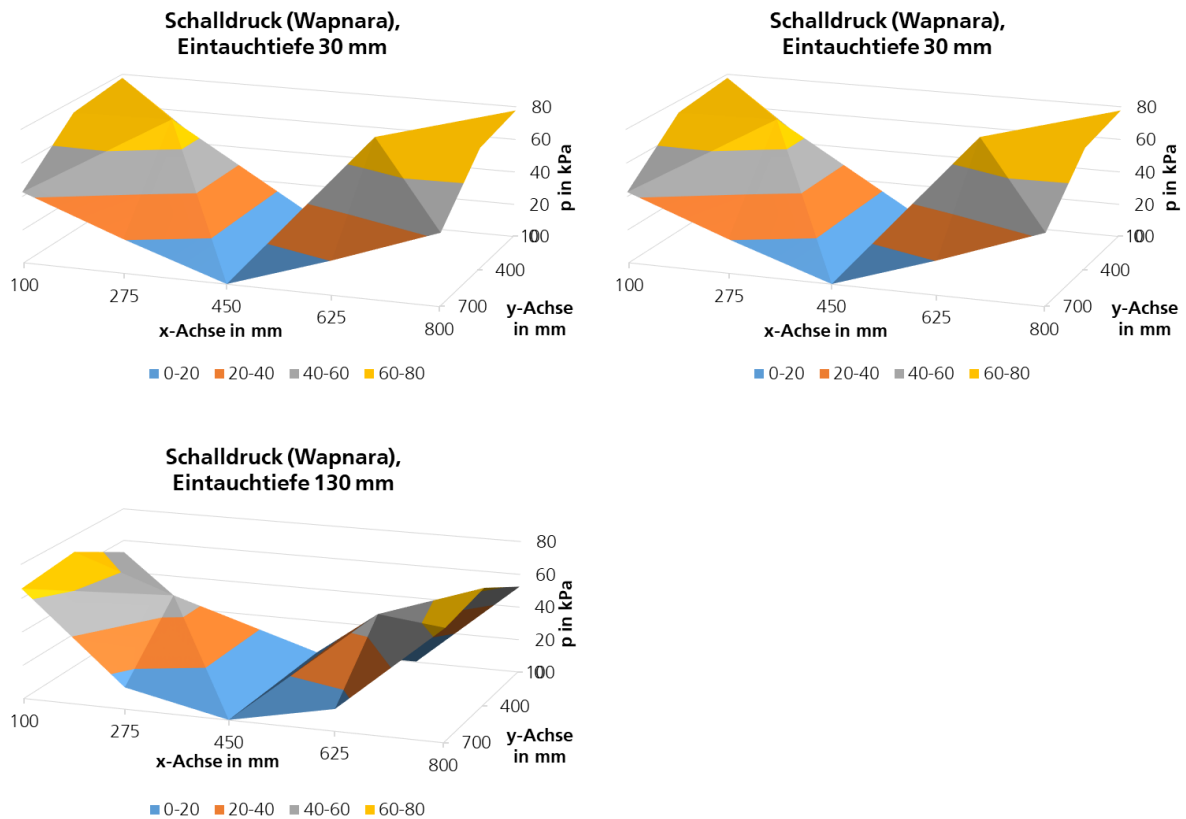 Schalldruck (Wapnara),
Eintauchtiefe 30 mm
80
60
40
20
0
p in kPa
100
400
700
y-Achse
in mm
100
275
450
625
800
x-Achse in mm
0-20 20-40 40-60 60-80
Schalldruck (Wapnara),
Eintauchtiefe 30 mm
80
60
40
20
0
p in kPa
100
400
700
y-Achse
in mm
100
275
450
625
800
x-Achse in mm
0-20 20-40 40-60 60-80
Schalldruck (Wapnara),
Eintauchtiefe 130 mm
80
60
40
20
0
p in kPa
100
400
700
y-Achse
in mm
100
275
450
625
800
x-Achse in mm
0-20 20-40 40-60 60-80